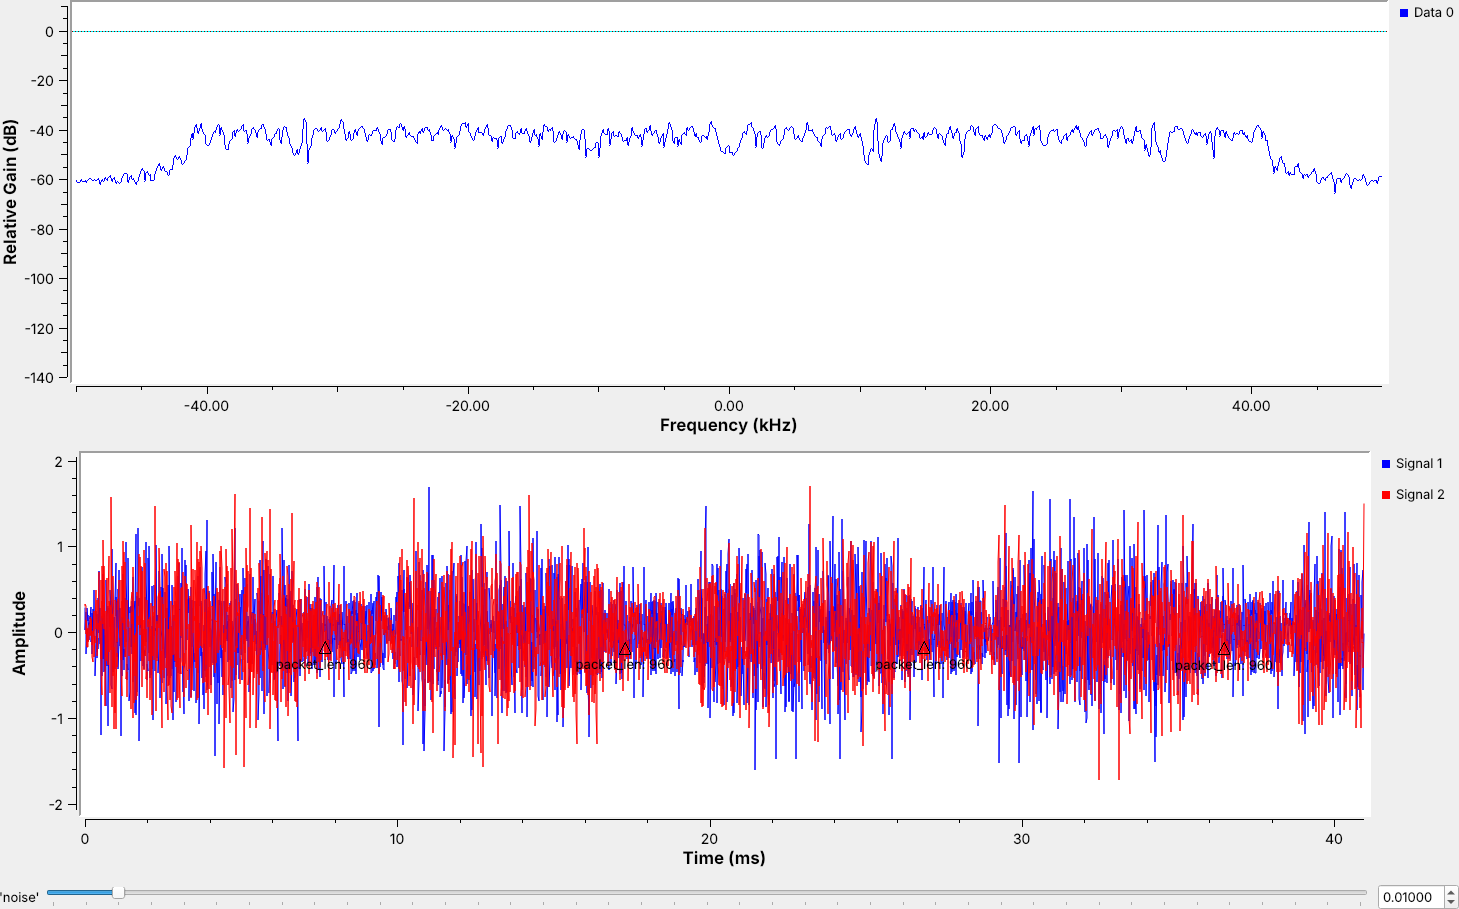 Data 0
0
-20
-40
-60
-80
-100
-120
-140
Relative Gain (dB)
-40.00 -20.00 0.00 20.00 40.00
Frequency (kHz)
Signal 1
Signal 2
2
1
0
-1
-2
Amplitude
packet_len: 960 packet_len: 960 packet_len: 960 packet_len: 960
0 10 20 30 40
Time (ms)
'noise' 0.01000